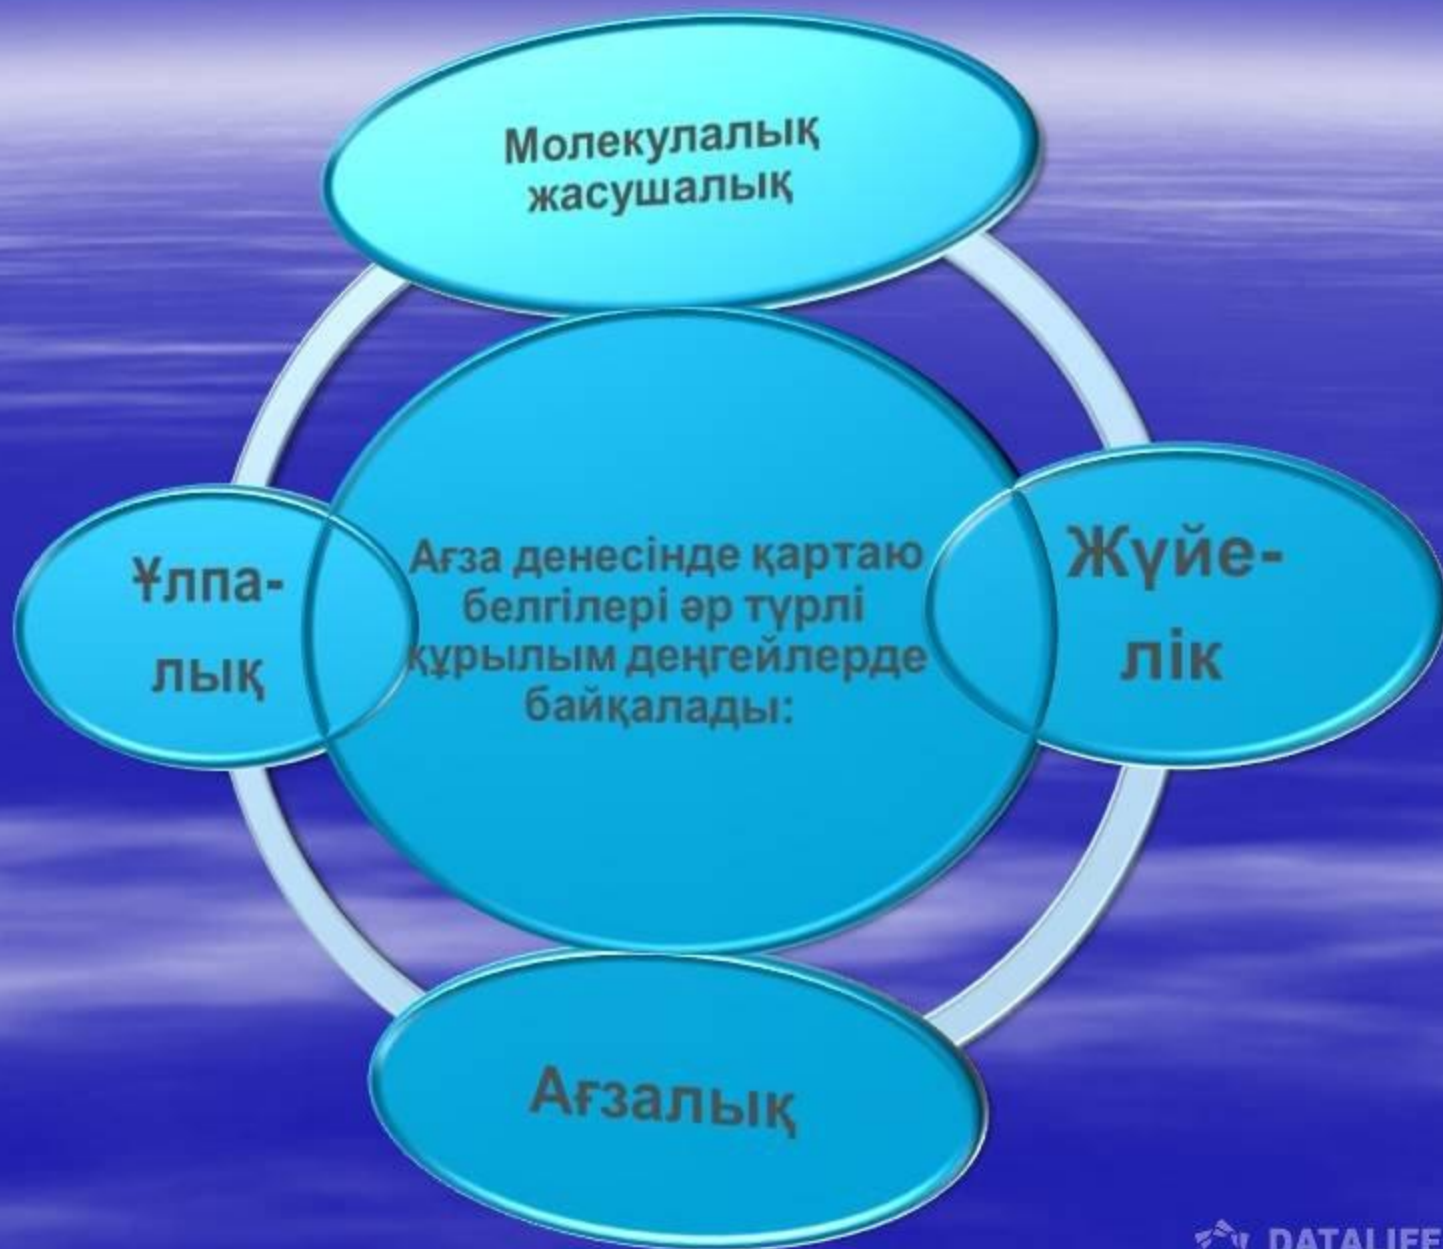 Молекулалық
жасушалық
Ағза денесінде қартаю
белгілері әр түрлі
құрылым деңгейлерде
байқалады:
Жүйе-
лік
Ағзалық
Ұлпа-
лық
DATALIFE